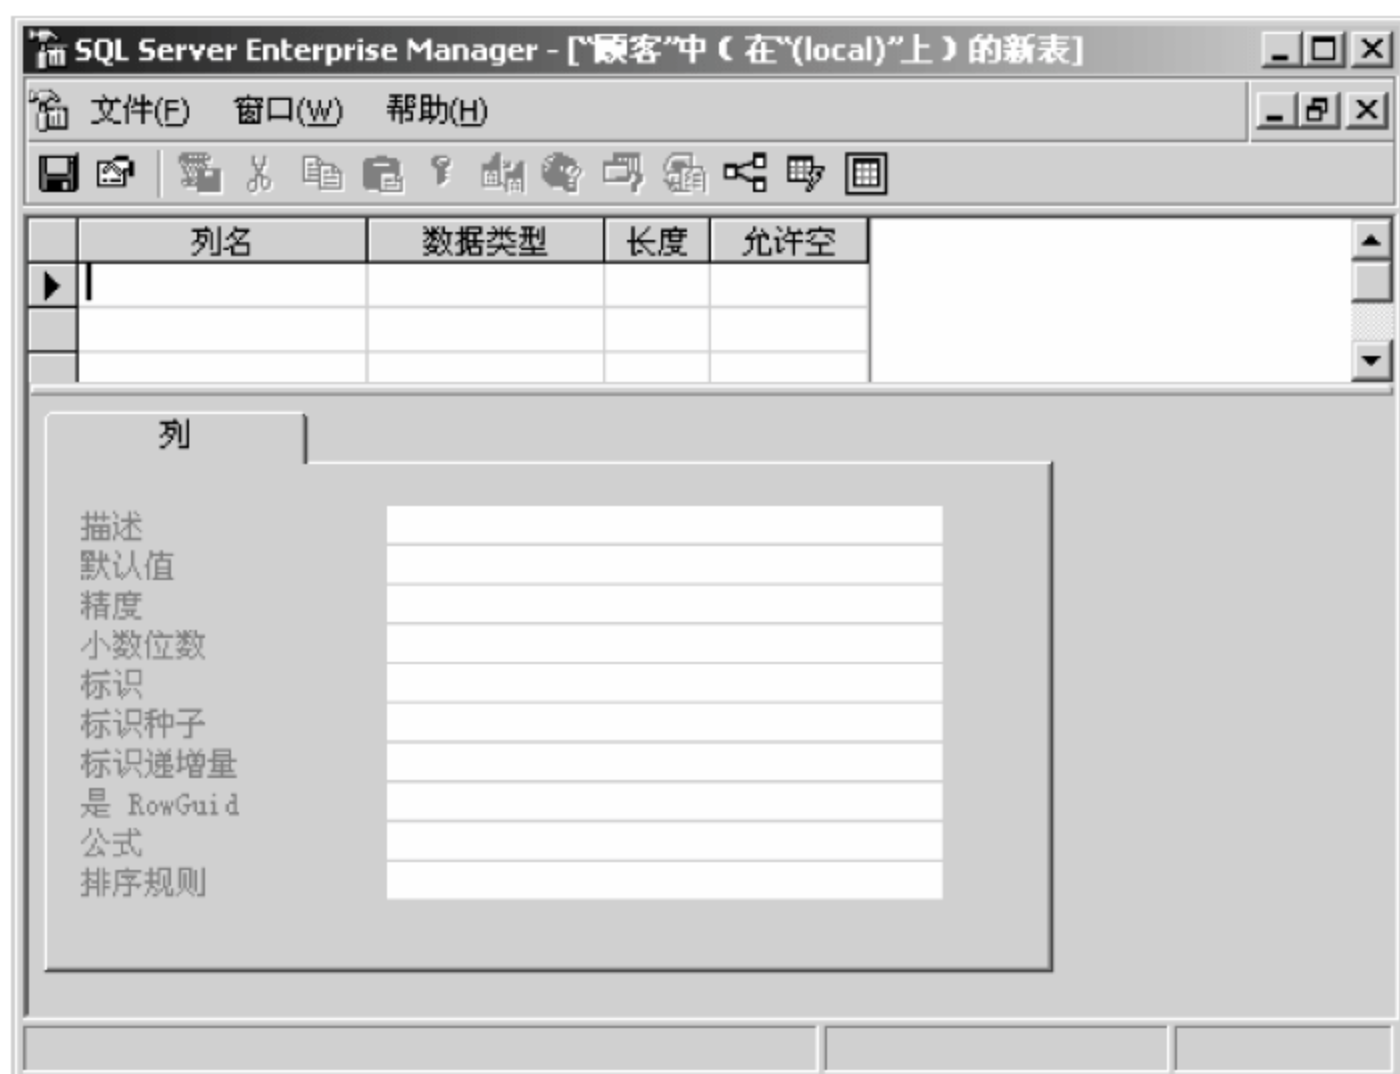 SQL Server Enterprise Manager - [“顾客”中（在“(local)”上）的新表]
文件(F) 窗口(W) 帮助(H)
列名 数据类型 长度 允许空
列
描述
默认值
精度
小数位数
标识
标识种子
标识递增量
是 RowGuid
公式
排序规则